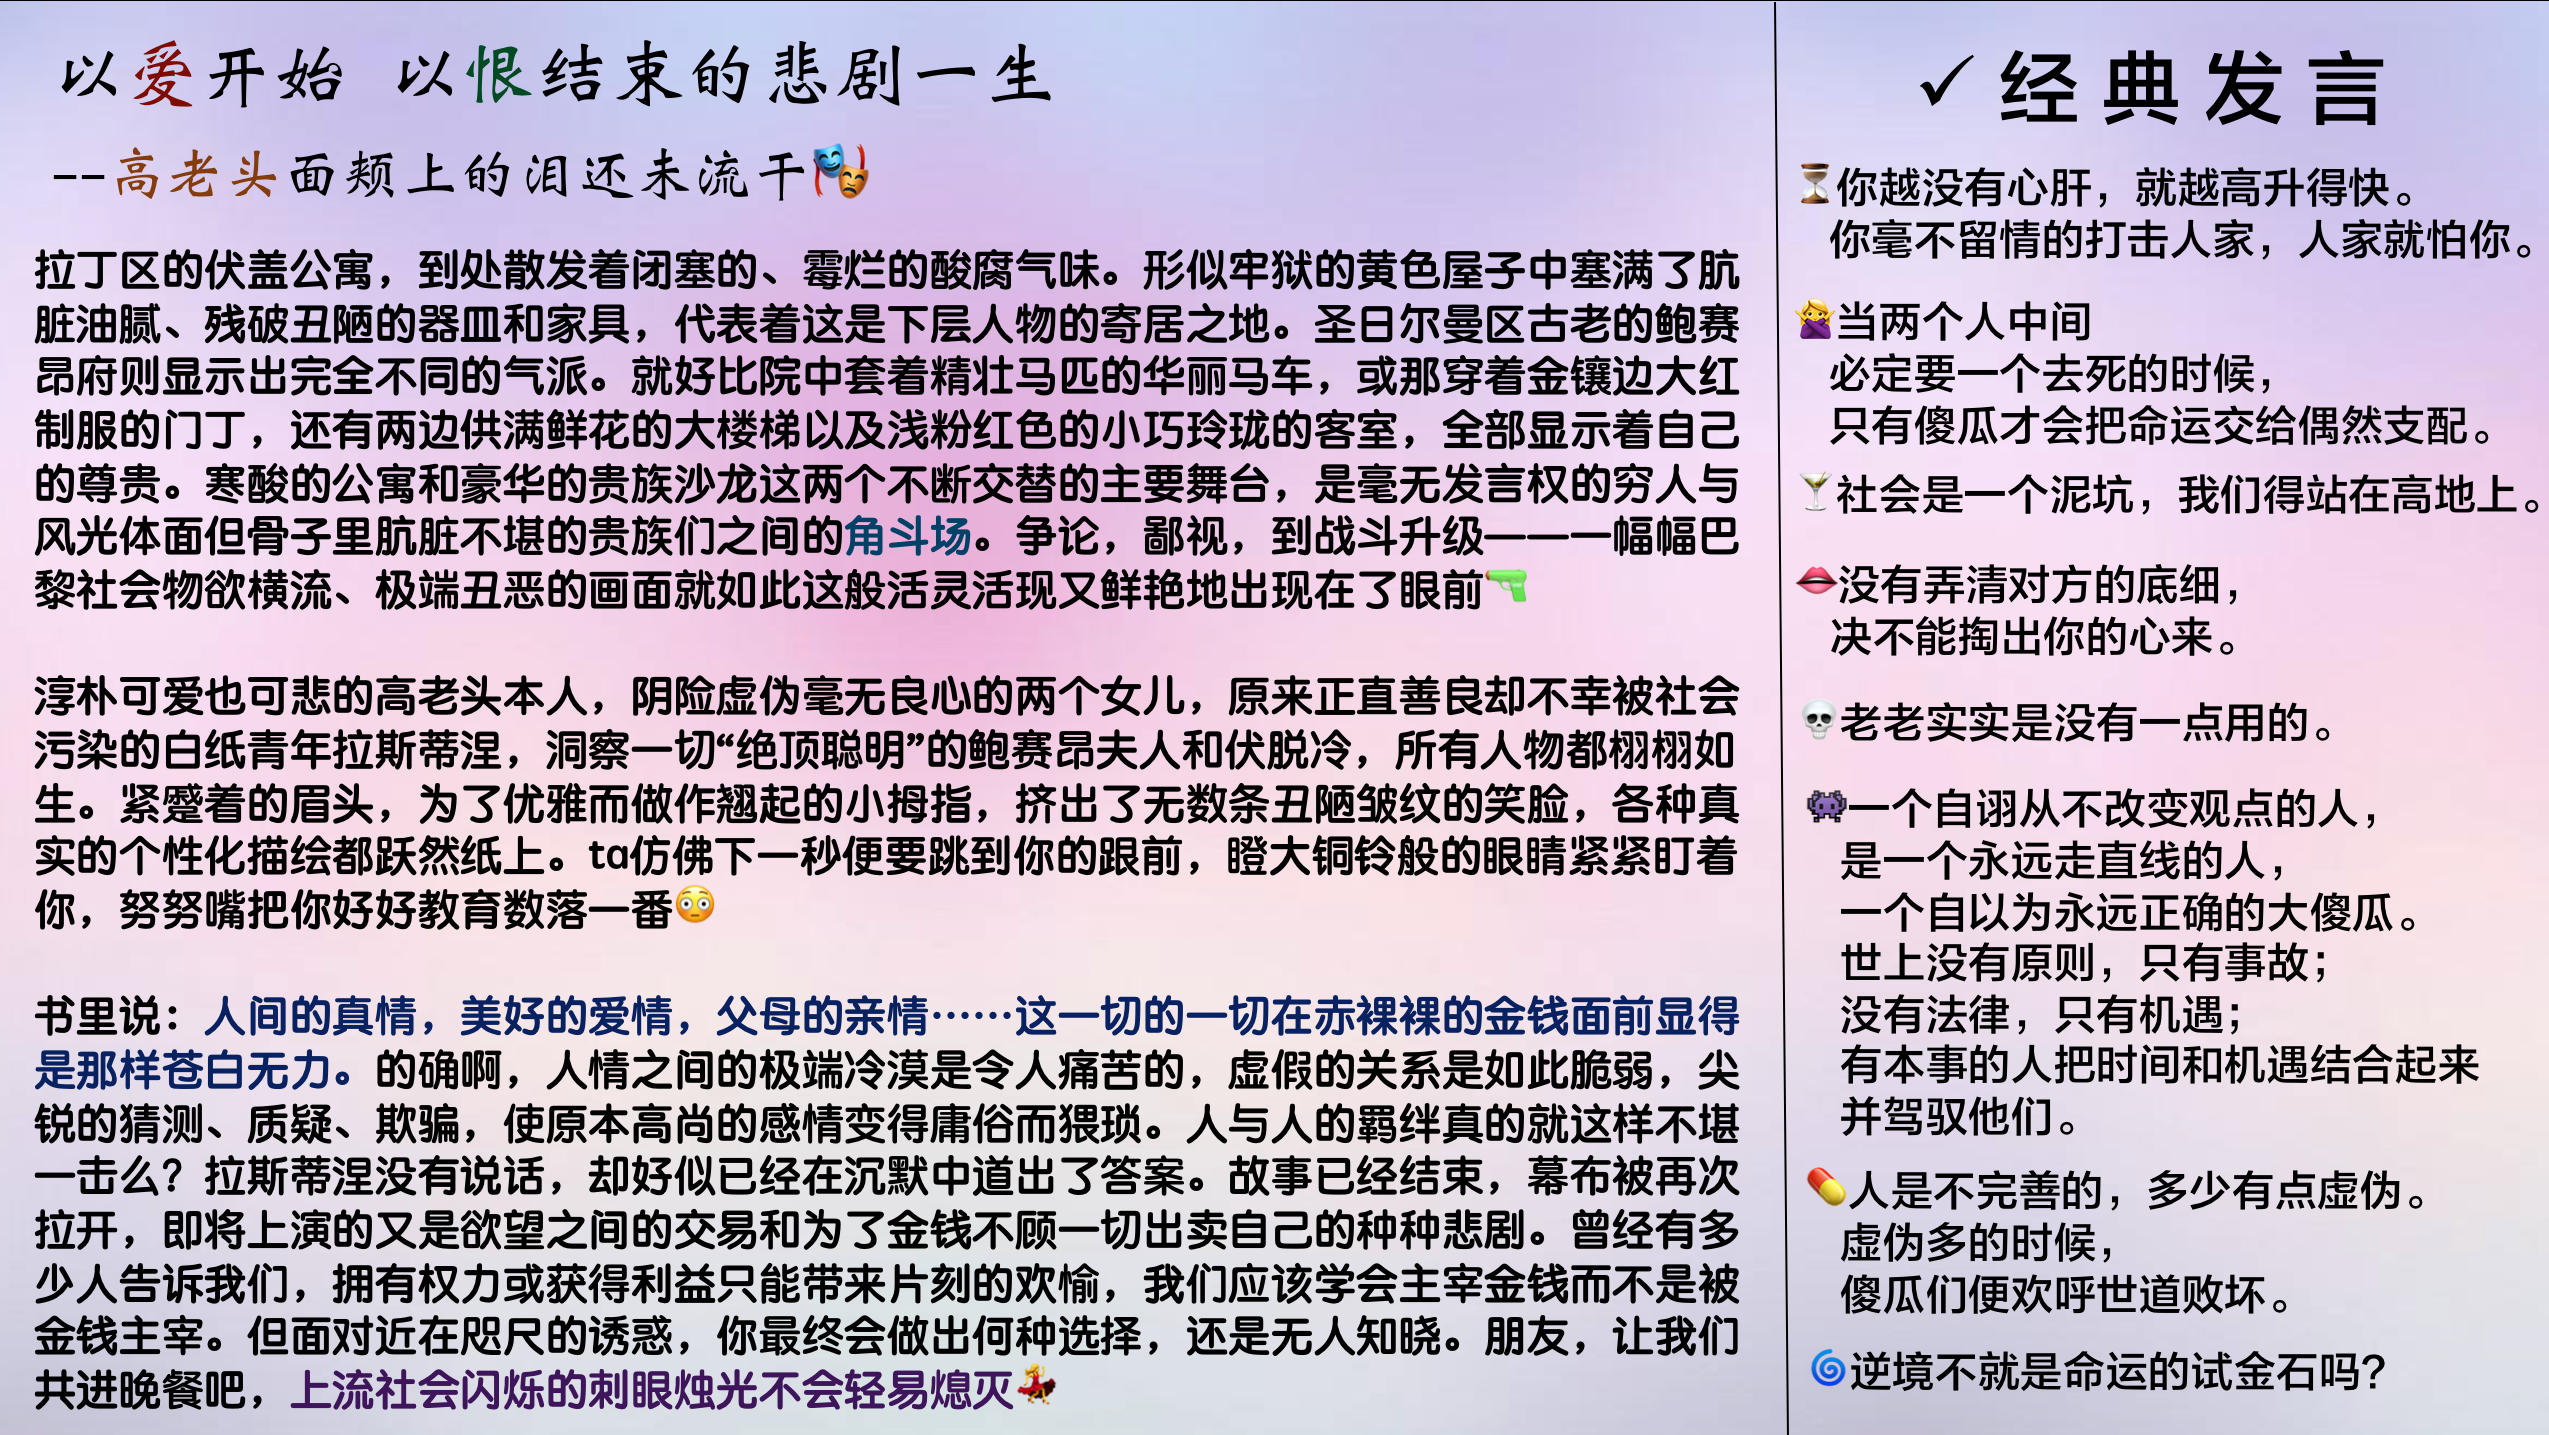 以爱开始 以恨结束的悲剧一生
--高老头面颊上的泪还未流干🎭
拉丁区的伏盖公寓，到处散发着闭塞的、霉烂的酸腐气味。形似牢狱的黄色屋子中塞满了肮
脏油腻、残破丑陋的器皿和家具，代表着这是下层人物的寄居之地。圣日尔曼区古老的鲍赛
昂府则显示出完全不同的气派。就好比院中套着精壮马匹的华丽马车，或那穿着金镶边大红
制服的门丁，还有两边供满鲜花的大楼梯以及浅粉红色的小巧玲珑的客室，全部显示着自己
的尊贵。寒酸的公寓和豪华的贵族沙龙这两个不断交替的主要舞台，是毫无发言权的穷人与
风光体面但骨子里肮脏不堪的贵族们之间的角斗场。争论，鄙视，到战斗升级——一幅幅巴
黎社会物欲横流、极端丑恶的画面就如此这般活灵活现又鲜艳地出现在了眼前🔫
淳朴可爱也可悲的高老头本人，阴险虚伪毫无良心的两个女儿，原来正直善良却不幸被社会
污染的白纸青年拉斯蒂涅，洞察一切“绝顶聪明”的鲍赛昂夫人和伏脱冷，所有人物都栩栩如
生。紧蹙着的眉头，为了优雅而做作翘起的小拇指，挤出了无数条丑陋皱纹的笑脸，各种真
实的个性化描绘都跃然纸上。ta仿佛下一秒便要跳到你的跟前，瞪大铜铃般的眼睛紧紧盯着
你，努努嘴把你好好教育数落一番😳
书里说：人间的真情，美好的爱情，父母的亲情……这一切的一切在赤裸裸的金钱面前显得
是那样苍白无力。的确啊，人情之间的极端冷漠是令人痛苦的，虚假的关系是如此脆弱，尖
锐的猜测、质疑、欺骗，使原本高尚的感情变得庸俗而猥琐。人与人的羁绊真的就这样不堪
一击么？拉斯蒂涅没有说话，却好似已经在沉默中道出了答案。故事已经结束，幕布被再次
拉开，即将上演的又是欲望之间的交易和为了金钱不顾一切出卖自己的种种悲剧。曾经有多
少人告诉我们，拥有权力或获得利益只能带来片刻的欢愉，我们应该学会主宰金钱而不是被
金钱主宰。但面对近在咫尺的诱惑，你最终会做出何种选择，还是无人知晓。朋友，让我们
共进晚餐吧，上流社会闪烁的刺眼烛光不会轻易熄灭💃
✓经典发言
⏳你越没有心肝，就越高升得快。
你毫不留情的打击人家，人家就怕你。
🙅‍♀️当两个人中间
必定要一个去死的时候，
只有傻瓜才会把命运交给偶然支配。
🍸社会是一个泥坑，我们得站在高地上。
👄没有弄清对方的底细，
决不能掏出你的心来。
💀老老实实是没有一点用的。
👾一个自诩从不改变观点的人，
是一个永远走直线的人，
一个自以为永远正确的大傻瓜。
世上没有原则，只有事故；
没有法律，只有机遇；
有本事的人把时间和机遇结合起来
并驾驭他们。
💊人是不完善的，多少有点虚伪。
虚伪多的时候，
傻瓜们便欢呼世道败坏。
🌀逆境不就是命运的试金石吗？